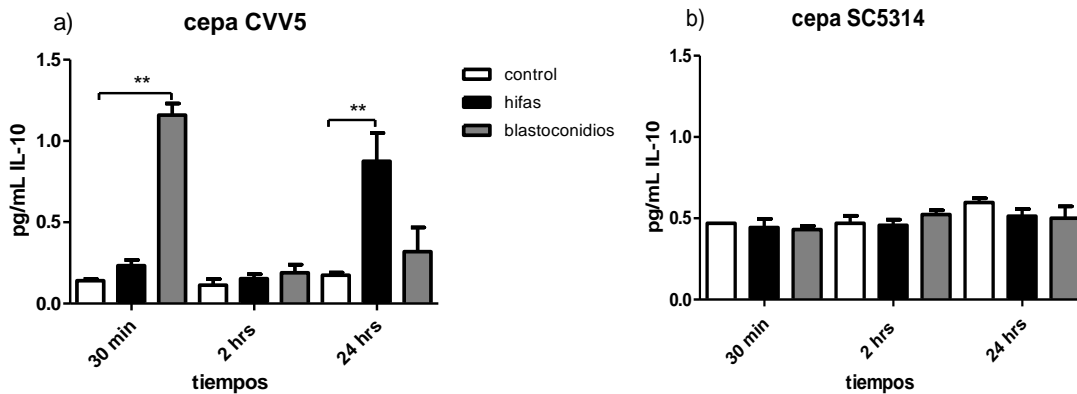 a)
cepa CVV5
pg/mL IL-10
1.5
1.0
0.5
0.0
**
**
30 min
2 hrs
24 hrs
tiempos
control
hifas
blastoconidios
b)
cepa SC5314
pg/mL IL-10
1.5
1.0
0.5
0.0
30 min
2 hrs
24 hrs
tiempos